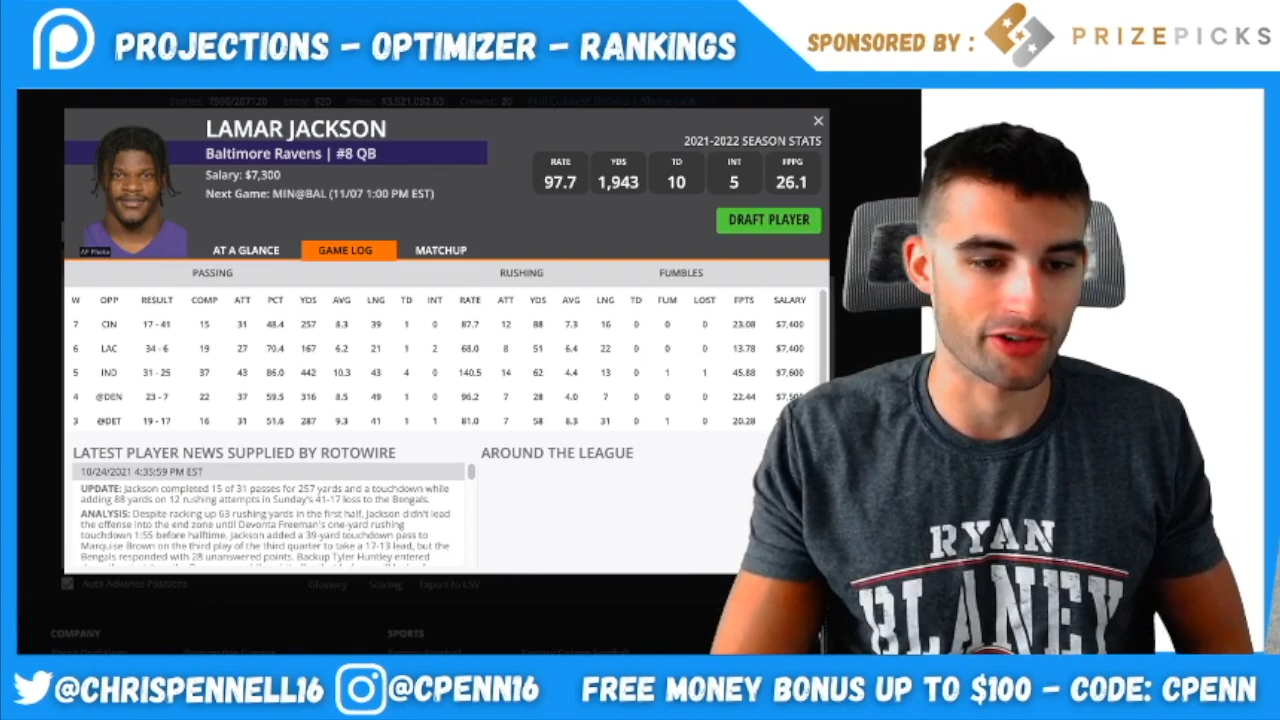 PROJECTIONS – OPTIMIZER – RANKINGS
SPONSORED BY : PRIZEPICKS
LAMAR JACKSON
Baltimore Ravens | #8 QB
Salary: $7,300
Next Game: MIN@BAL (11/07 1:00 PM EST)
2021-2022 SEASON STATS
RATE YDS TD INT FPPG
97.7 1,943 10 5 26.1
DRAFT PLAYER
AP Photo
AT A GLANCE GAME LOG MATCHUP
PASSING RUSHING FUMBLES
W OPP RESULT COMP ATT PCT YDS AVG LNG TD INT RATE ATT YDS AVG LNG TD FUM LOST FPTS SALARY
7 CIN 17 - 41 15 31 48.4 257 8.3 39 1 0 87.7 12 88 7.3 16 0 0 0 23.08 $7,400
6 LAC 34 - 6 19 27 70.4 167 6.2 21 1 2 68.0 8 51 6.4 22 0 0 0 13.78 $7,400
5 IND 31 - 25 37 43 86.0 442 10.3 43 4 0 140.5 14 62 4.4 13 0 1 1 45.88 $7,600
4 @DEN 23 - 7 22 37 59.5 316 8.5 49 1 0 96.2 7 28 4.0 7 0 0 0 22.44
3 @DET 19 - 17 16 31 51.6 287 9.3 41 1 1 81.0 7 58 8.3 31 0 1 0 20.28
LATEST PLAYER NEWS SUPPLIED BY ROTOWIRE
AROUND THE LEAGUE
10/24/2021 4:35:59 PM EST
UPDATE: Jackson completed 15 of 31 passes for 257 yards and a touchdown while
adding 88 yards on 12 rushing attempts in Sunday's 41-17 loss to the Bengals.
ANALYSIS: Despite racking up 63 rushing yards in the first half, Jackson didn't lead
the offense into the end zone until Devonta Freeman's one-yard rushing
touchdown 1:55 before halftime. Jackson added a 39-yard touchdown pass to
Marquise Brown on the third play of the third quarter to take a 17-13 lead, but the
Bengals responded with 28 unanswered points. Backup Tyler Huntley entered
Auto Advance Positions Glossary Scoring Export to CSV
COMPANY SPORTS
RYAN
BLANEY
@CHRISPENNELL16 @CPENN16 FREE MONEY BONUS UP TO $100 – CODE: CPENN